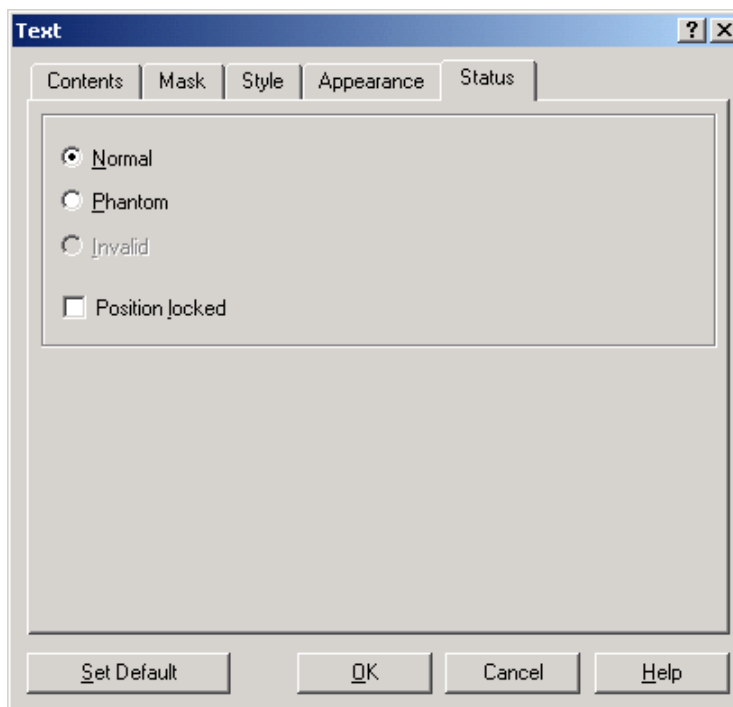 Text
Contents Mask Style Appearance Status
Normal
Phantom
Invalid
Position locked
Set Default OK Cancel Help